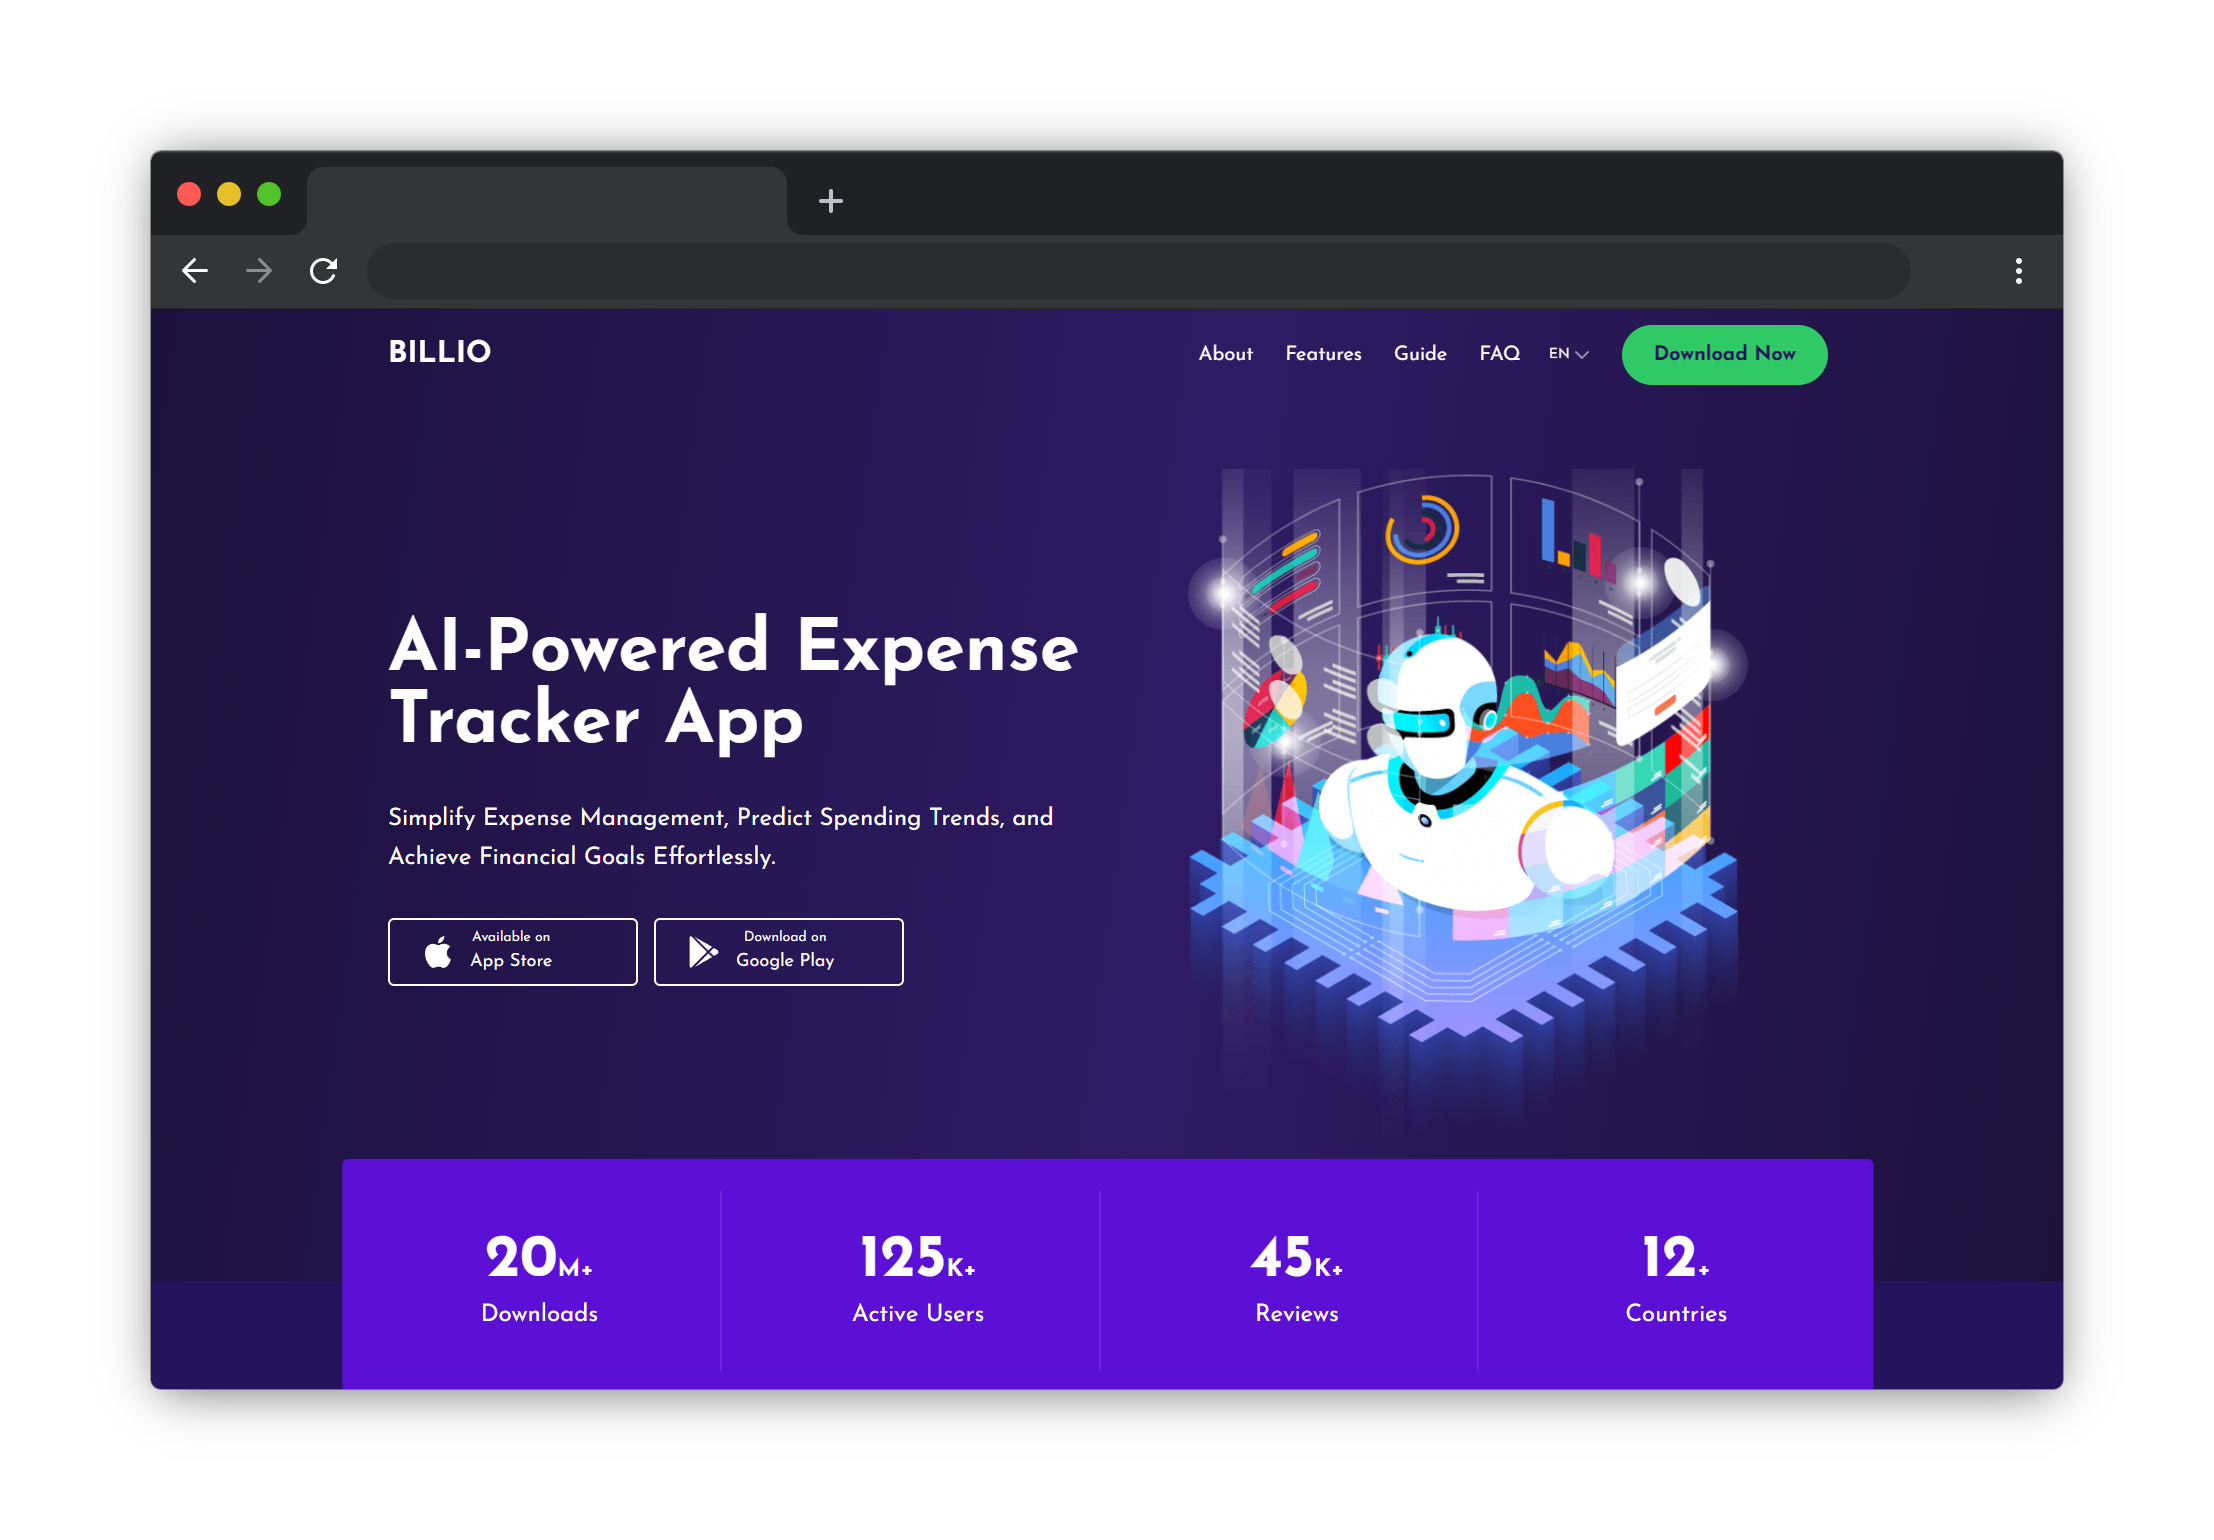 BILLIO
About Features Guide FAQ EN Download Now
AI-Powered Expense
Tracker App
Simplify Expense Management, Predict Spending Trends, and
Achieve Financial Goals Effortlessly.
Available on
App Store
Download on
Google Play
20M+
Downloads
125K+
Active Users
45K+
Reviews
12+
Countries